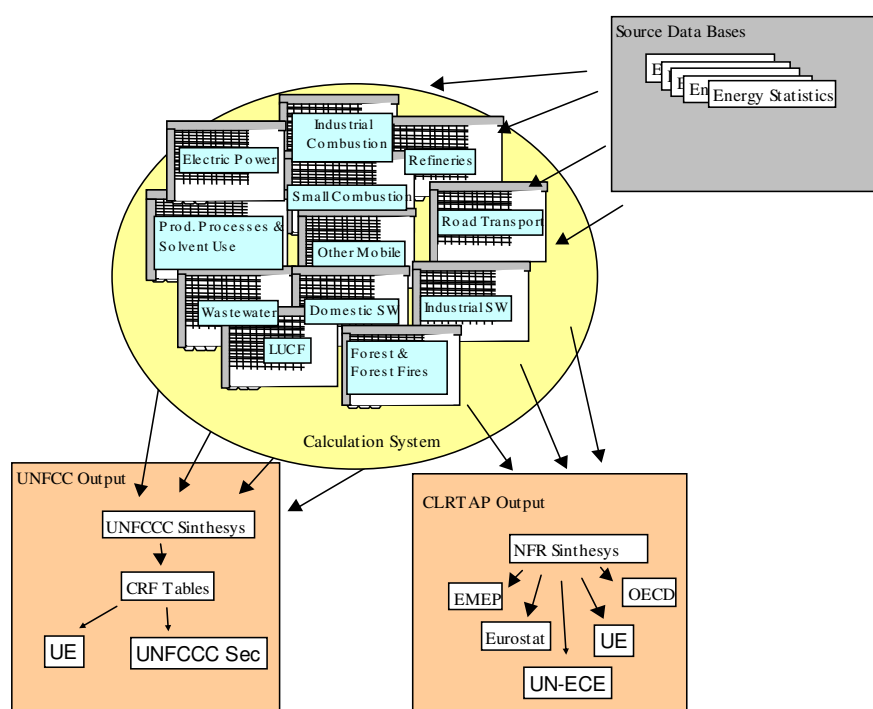 Source Data Bases
E
E
En
Energy Statistics
Industrial
Combustion
Electric Power
Refineries
Small Combustion
Road Transport
Prod. Processes &
Solvent Use
Other Mobile
Wastewater
Domestic SW
Industrial SW
LUCF
Forest &
Forest Fires
Calculation System
UNFCC Output
UNFCCC Sinthesys
CRF Tables
UE
UNFCCC Sec
CLRTAP Output
NFR Sinthesys
EMEP
OECD
Eurostat
UE
UN-ECE